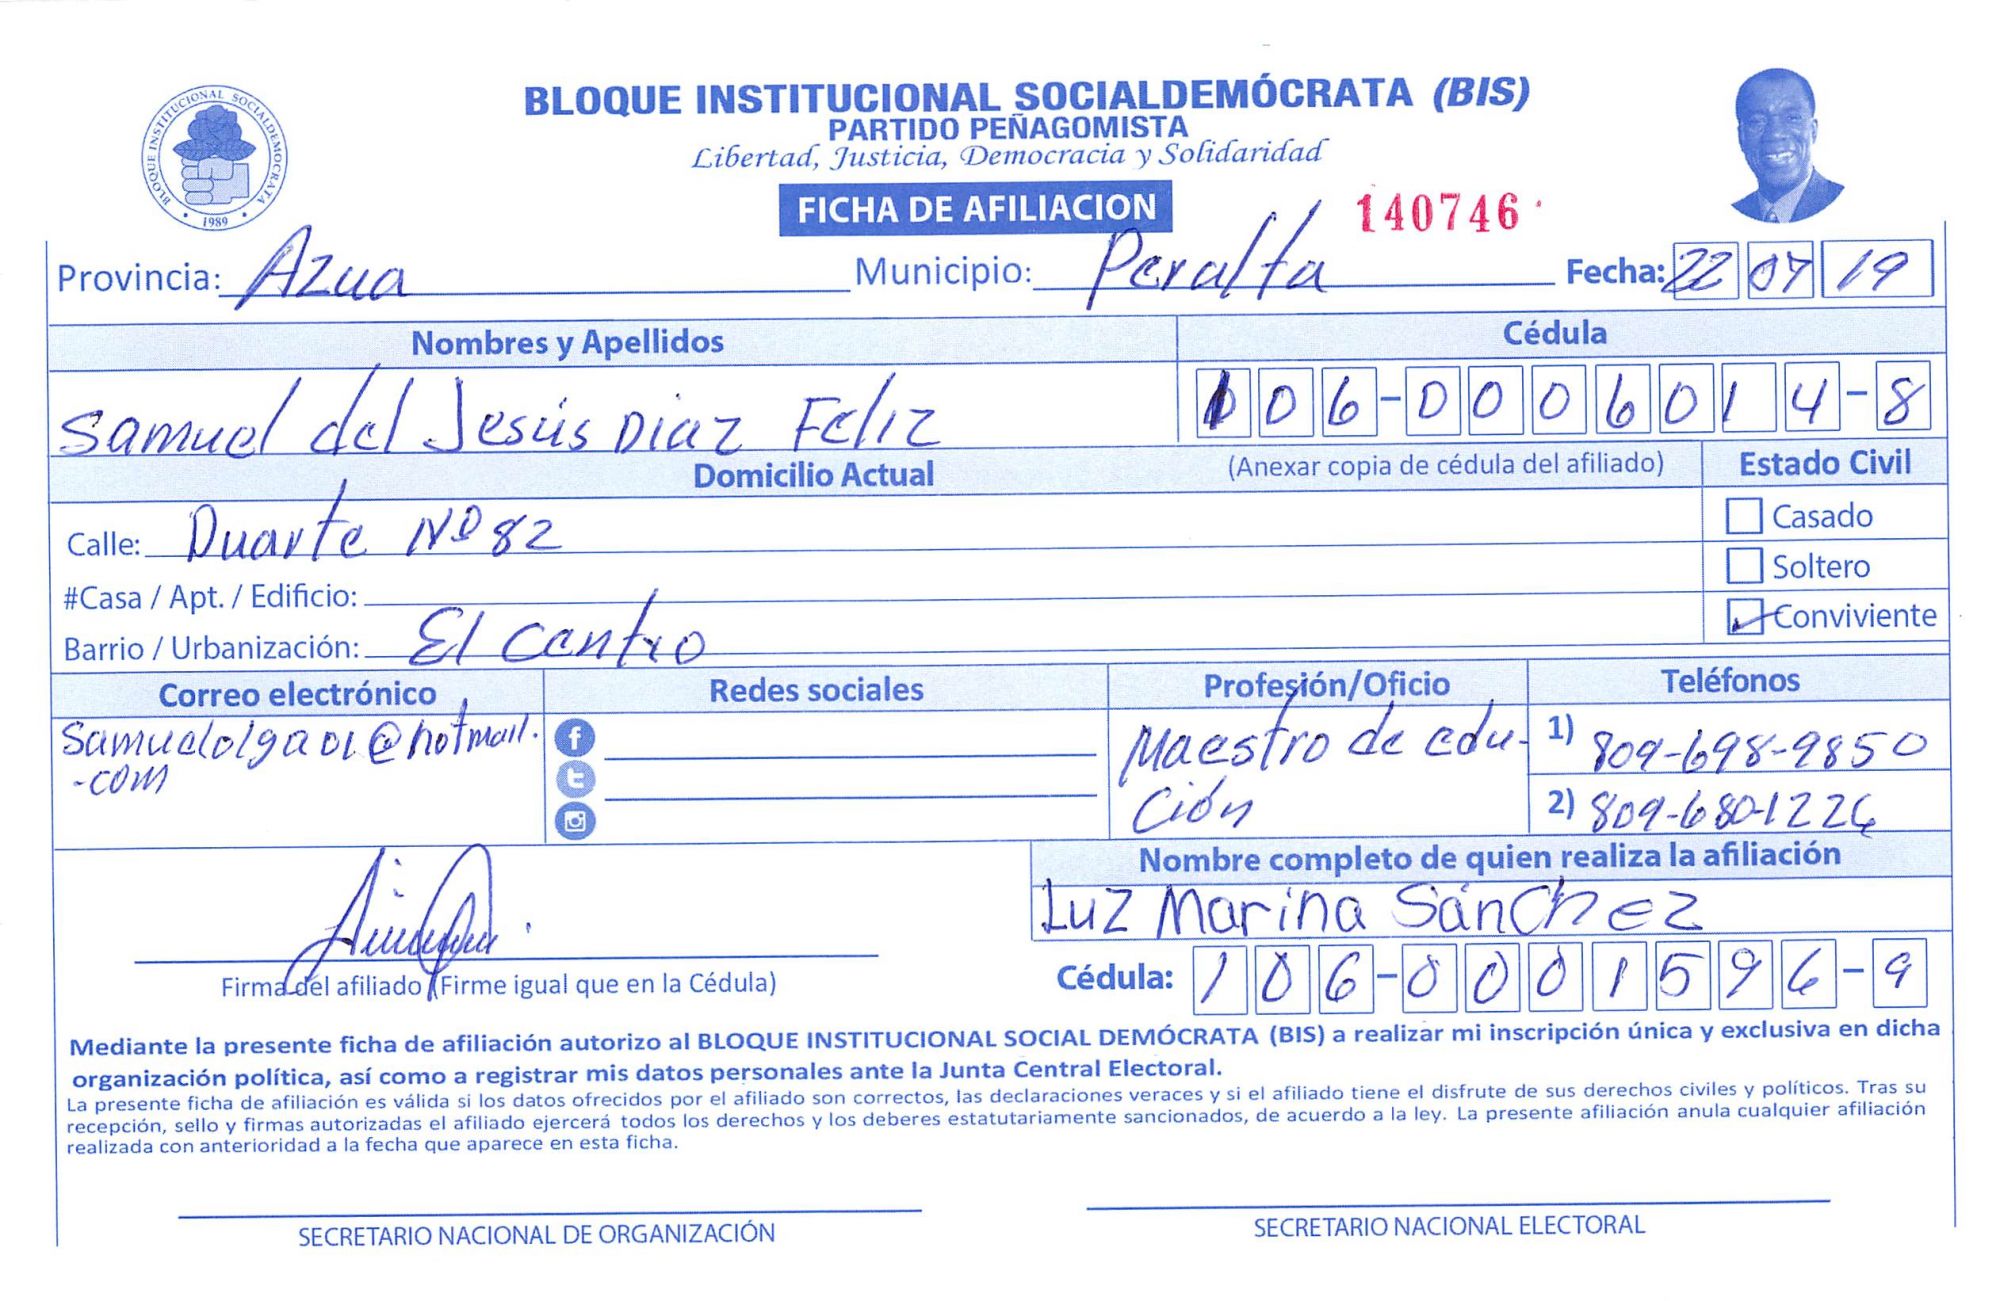 BLOQUE INSTITUCIONAL SOCIALDEMÓCRATA
1989
BLOQUE INSTITUCIONAL SOCIALDEMÓCRATA (BIS)
PARTIDO PEÑAGOMISTA
Libertad, Justicia, Democracia y Solidaridad
FICHA DE AFILIACION 140746
Provincia: Azua Municipio: Peralta Fecha: 22 07 19
Nombres y Apellidos Cédula
Samuel del Jesús Diaz Feliz 106-0006014-8
Domicilio Actual (Anexar copia de cédula del afiliado) Estado Civil
Calle: Duarte Nº 82 Casado
#Casa / Apt. / Edificio: Soltero
Barrio / Urbanización: El centro Conviviente
Correo electrónico Redes sociales Profesión/Oficio Teléfonos
samuelolga01@hotmail. Maestro de edu- 1) 809-698-9850
-com ción 2) 809-680-1226
Nombre completo de quien realiza la afiliación
Luz Marina Sánchez
Firma del afiliado (Firme igual que en la Cédula) Cédula: 106-0001596-9
Mediante la presente ficha de afiliación autorizo al BLOQUE INSTITUCIONAL SOCIAL DEMÓCRATA (BIS) a realizar mi inscripción única y exclusiva en dicha
organización política, así como a registrar mis datos personales ante la Junta Central Electoral.
La presente ficha de afiliación es válida si los datos ofrecidos por el afiliado son correctos, las declaraciones veraces y si el afiliado tiene el disfrute de sus derechos civiles y políticos. Tras su
recepción, sello y firmas autorizadas el afiliado ejercerá todos los derechos y los deberes estatutariamente sancionados, de acuerdo a la ley. La presente afiliación anula cualquier afiliación
realizada con anterioridad a la fecha que aparece en esta ficha.
SECRETARIO NACIONAL DE ORGANIZACIÓN SECRETARIO NACIONAL ELECTORAL